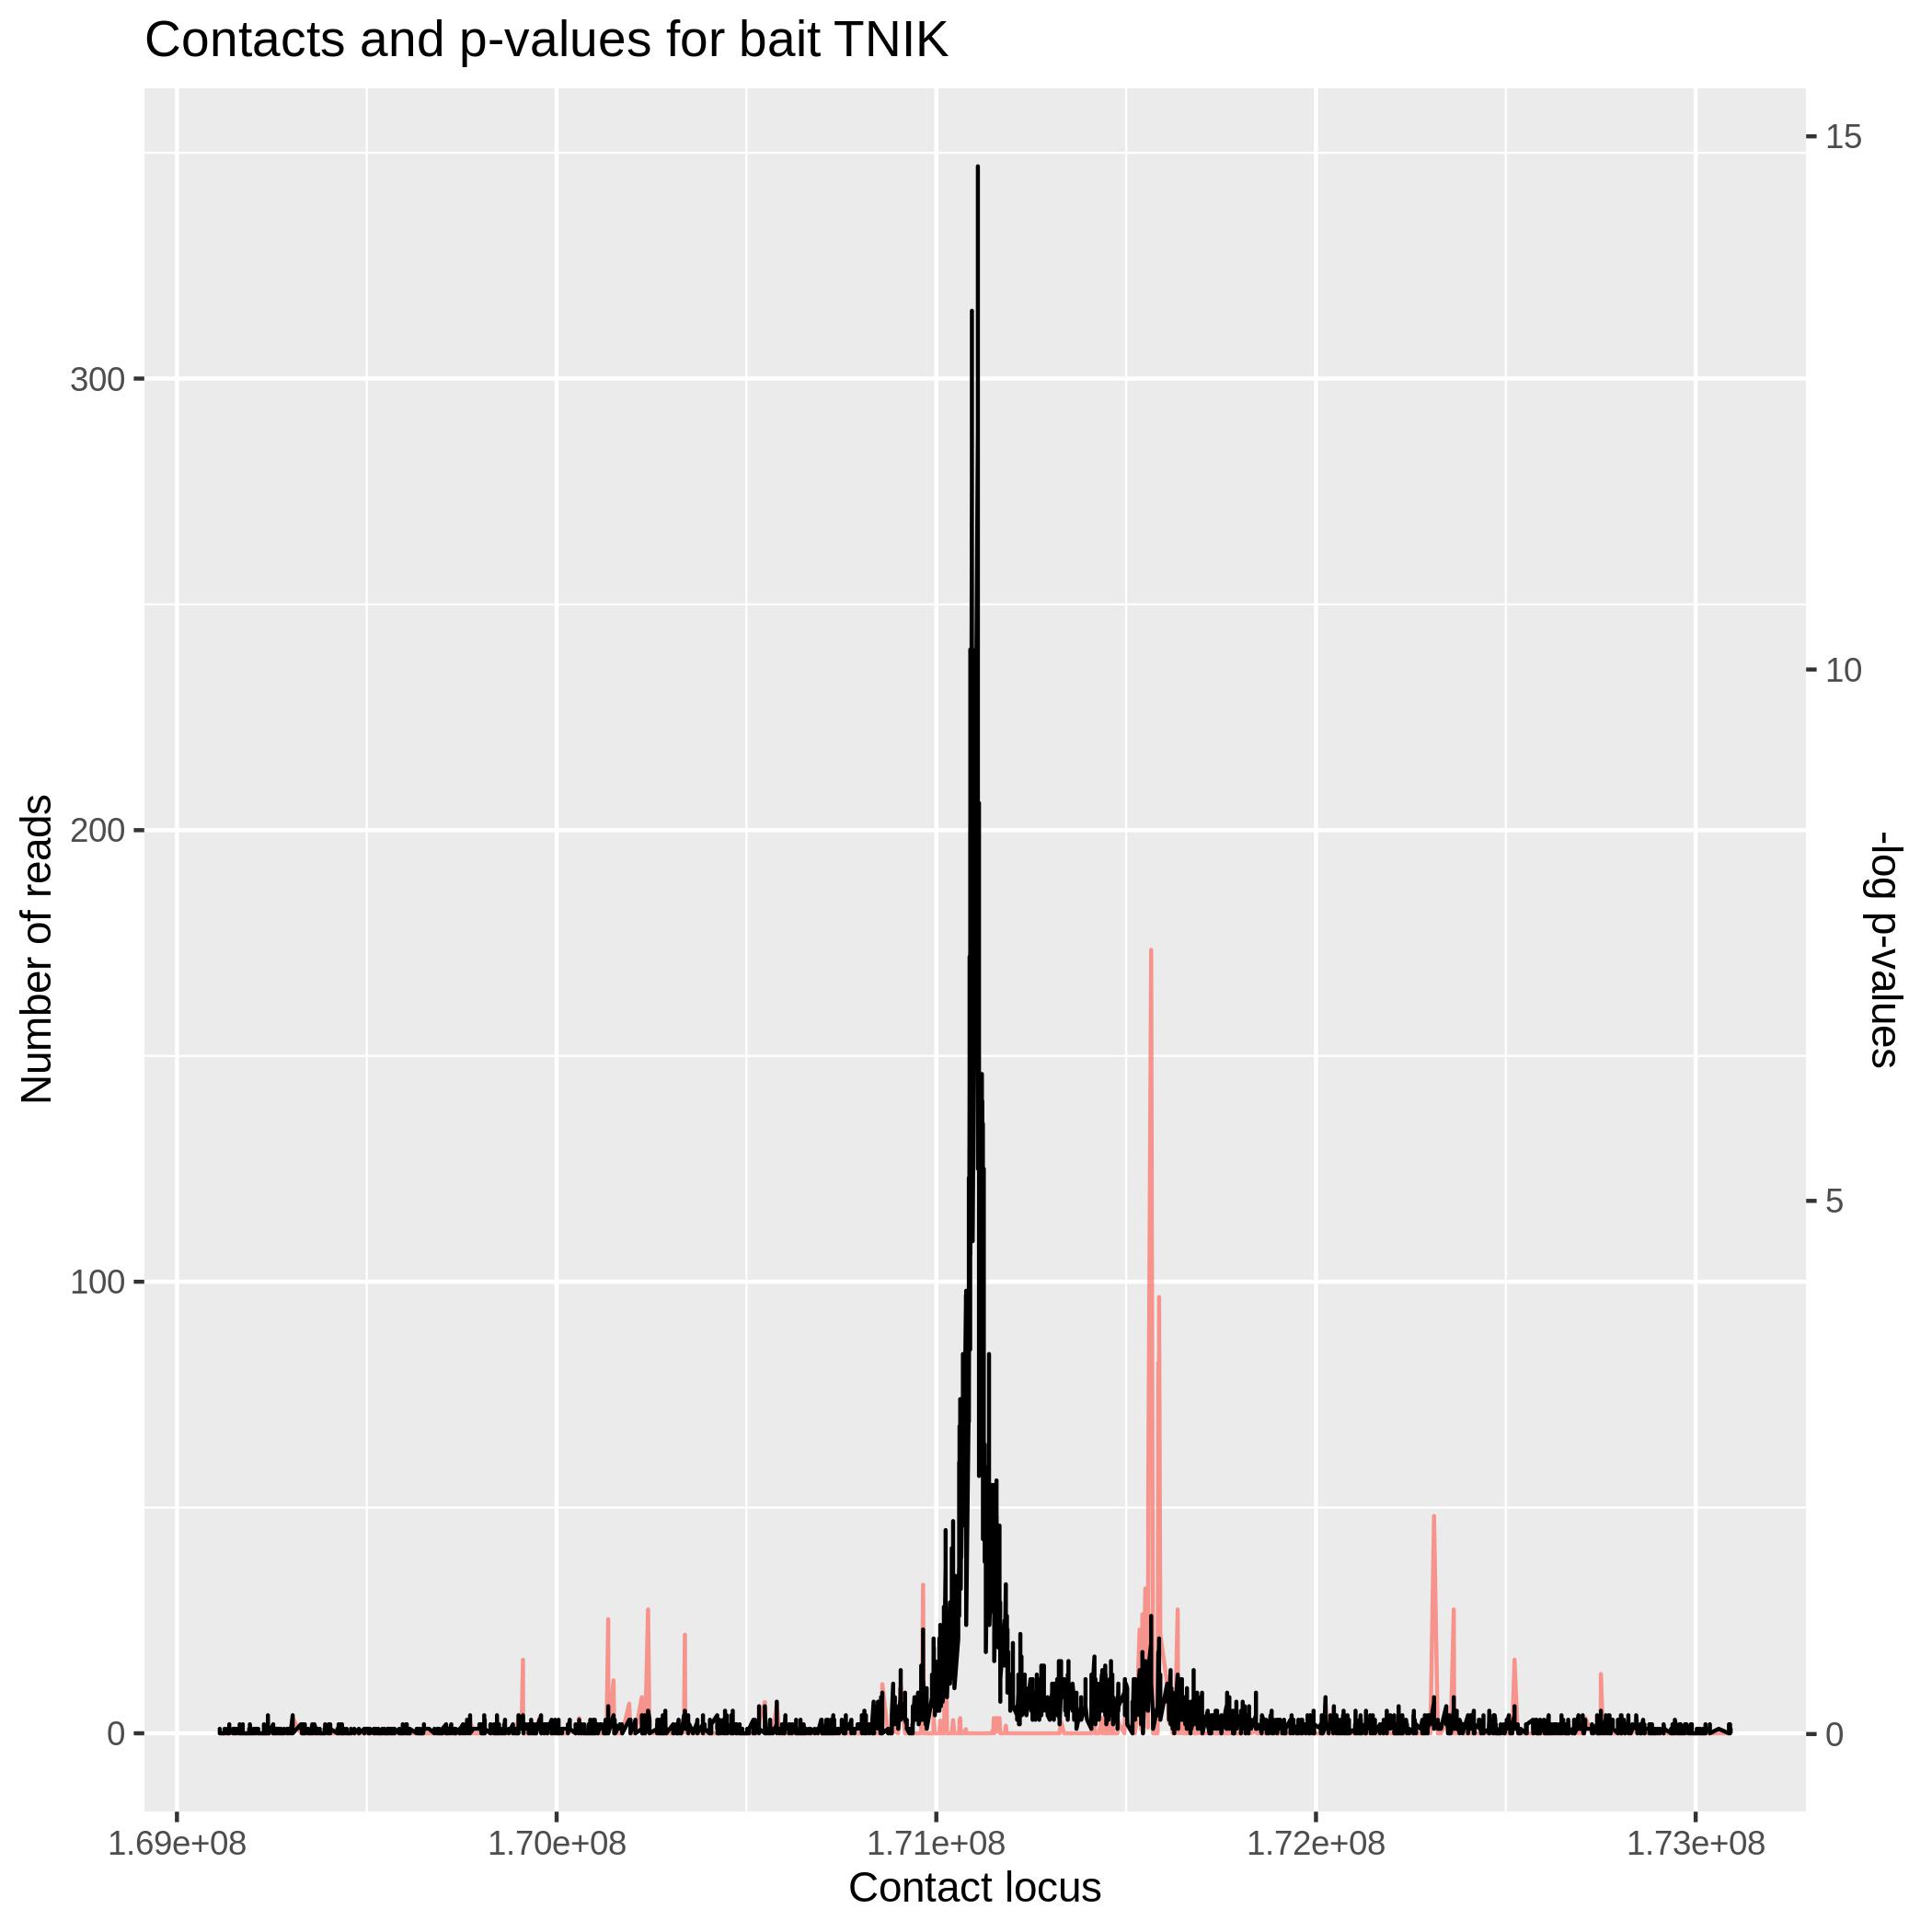 Contacts and p-values for bait TNIK
15
300
10
200
5
100
0
0
Number of reads
-log p-values
1.69e+08 1.70e+08 1.71e+08 1.72e+08 1.73e+08
Contact locus